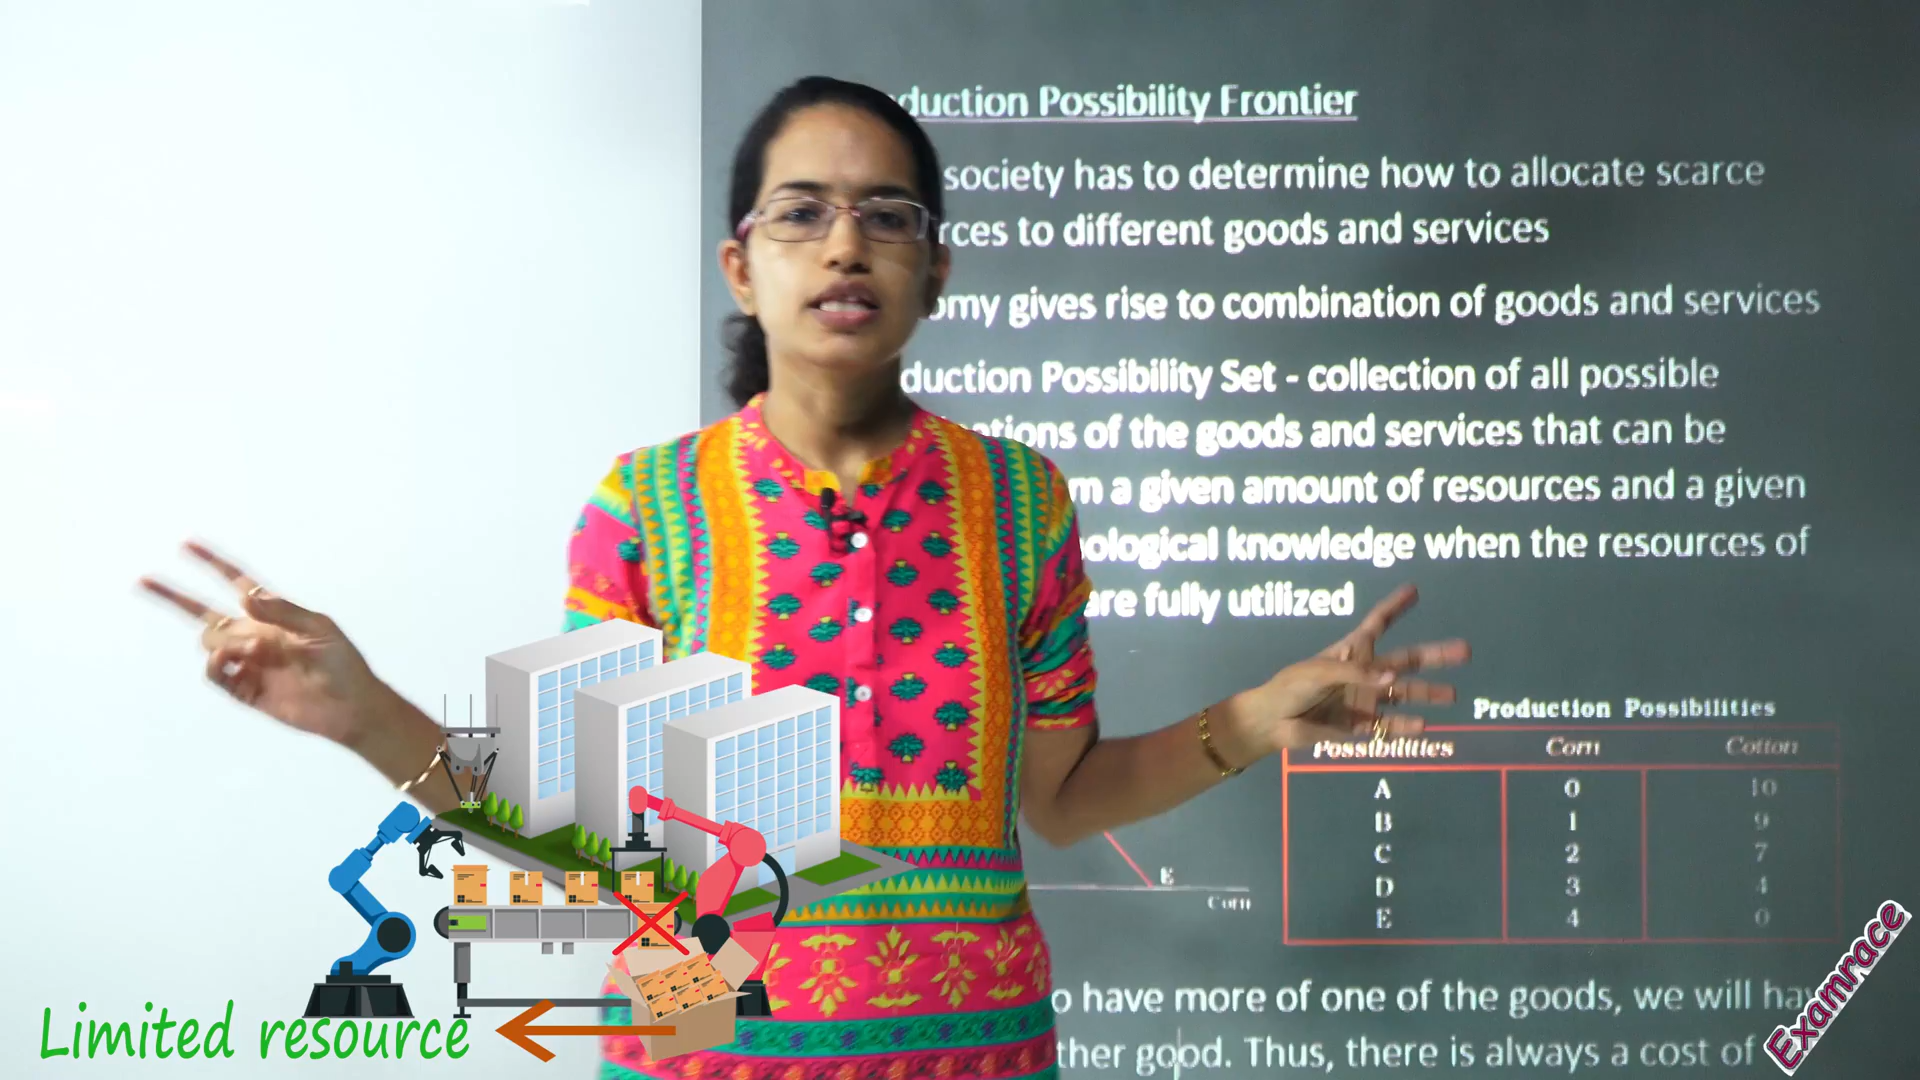 duction Possibility Frontier
society has to determine how to allocate scarce
rces to different goods and services
omy gives rise to combination of goods and services
duction Possibility Set - collection of all possible
ations of the goods and services that can be
m a given amount of resources and a given
ological knowledge when the resources of
are fully utilized
Production Possibilities
Possibilities Corn Cotton
A 0 10
B 1 9
C 2 7
D 3 4
E 4 0
E
Corn
o have more of one of the goods, we will hav
ther good. Thus, there is always a cost of
Limited resource
Examrace